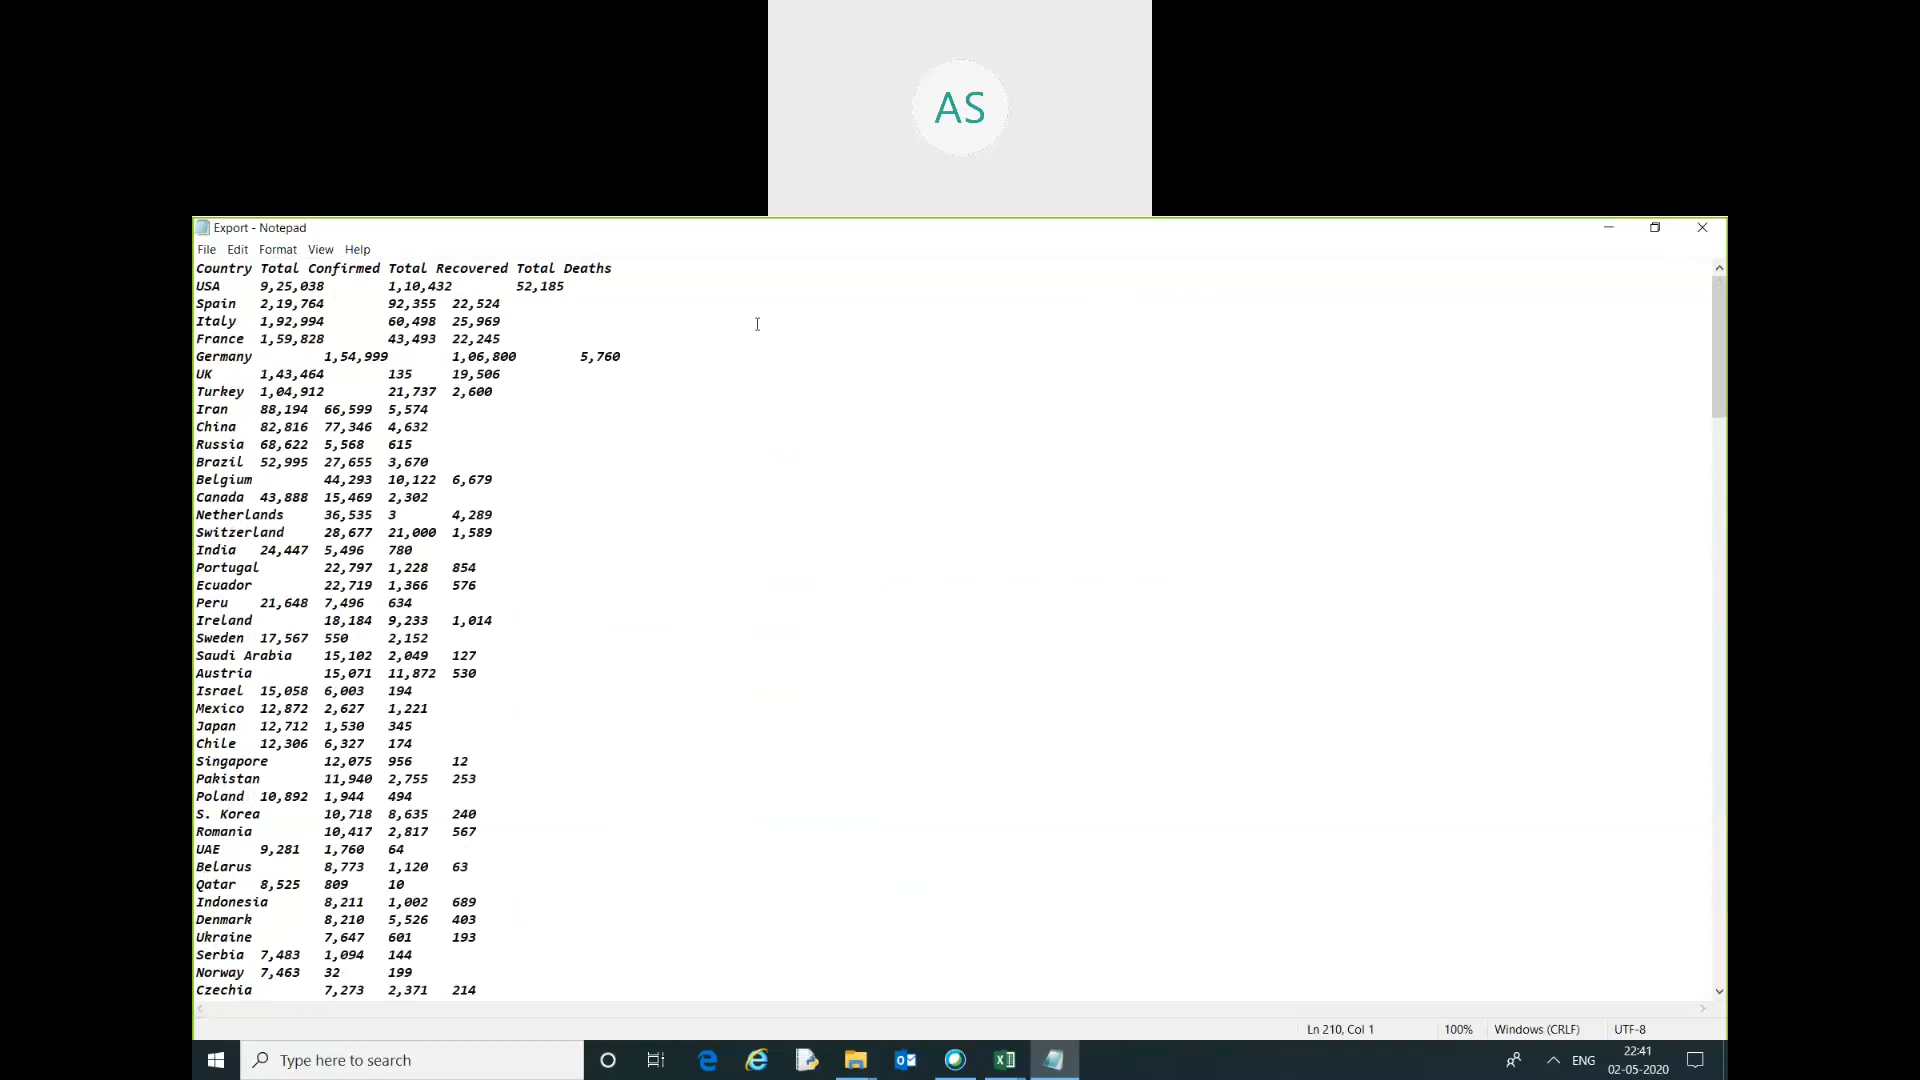 AS
Export - Notepad
File Edit Format View Help
Country Total Confirmed Total Recovered Total Deaths
USA 9,25,038 1,10,432 52,185
Spain 2,19,764 92,355 22,524
Italy 1,92,994 60,498 25,969
France 1,59,828 43,493 22,245
Germany 1,54,999 1,06,800 5,760
UK 1,43,464 135 19,506
Turkey 1,04,912 21,737 2,600
Iran 88,194 66,599 5,574
China 82,816 77,346 4,632
Russia 68,622 5,568 615
Brazil 52,995 27,655 3,670
Belgium 44,293 10,122 6,679
Canada 43,888 15,469 2,302
Netherlands 36,535 3 4,289
Switzerland 28,677 21,000 1,589
India 24,447 5,496 780
Portugal 22,797 1,228 854
Ecuador 22,719 1,366 576
Peru 21,648 7,496 634
Ireland 18,184 9,233 1,014
Sweden 17,567 550 2,152
Saudi Arabia 15,102 2,049 127
Austria 15,071 11,872 530
Israel 15,058 6,003 194
Mexico 12,872 2,627 1,221
Japan 12,712 1,530 345
Chile 12,306 6,327 174
Singapore 12,075 956 12
Pakistan 11,940 2,755 253
Poland 10,892 1,944 494
S. Korea 10,718 8,635 240
Romania 10,417 2,817 567
UAE 9,281 1,760 64
Belarus 8,773 1,120 63
Qatar 8,525 809 10
Indonesia 8,211 1,002 689
Denmark 8,210 5,526 403
Ukraine 7,647 601 193
Serbia 7,483 1,094 144
Norway 7,463 32 199
Czechia 7,273 2,371 214
Ln 210, Col 1 100% Windows (CRLF) UTF-8
Type here to search
ENG
22:41
02-05-2020